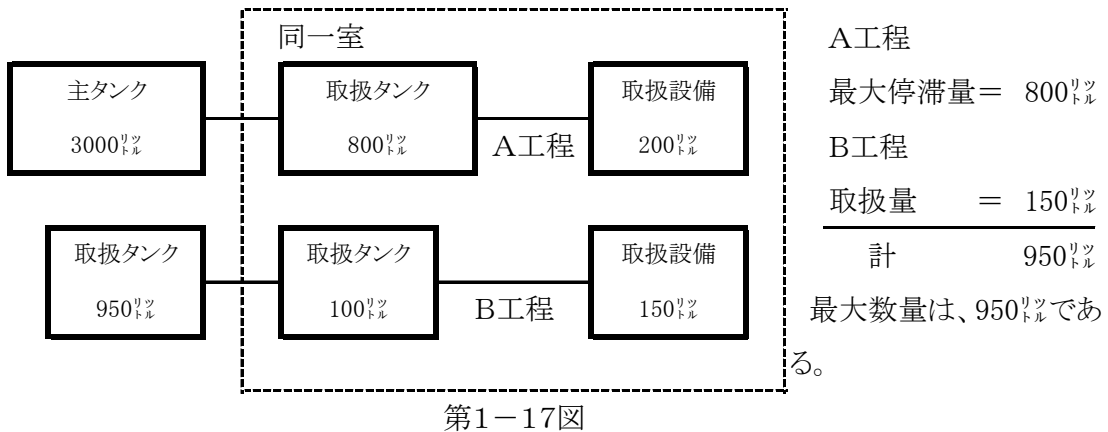 同一室
主タンク
3000㍑
取扱タンク
800㍑
A工程
取扱設備
200㍑
取扱タンク
950㍑
取扱タンク
100㍑
B工程
取扱設備
150㍑
A工程
最大停滞量＝ 800㍑
B工程
取扱量 ＝ 150㍑
計 950㍑
最大数量は、950㍑であ
る。
第1－17図